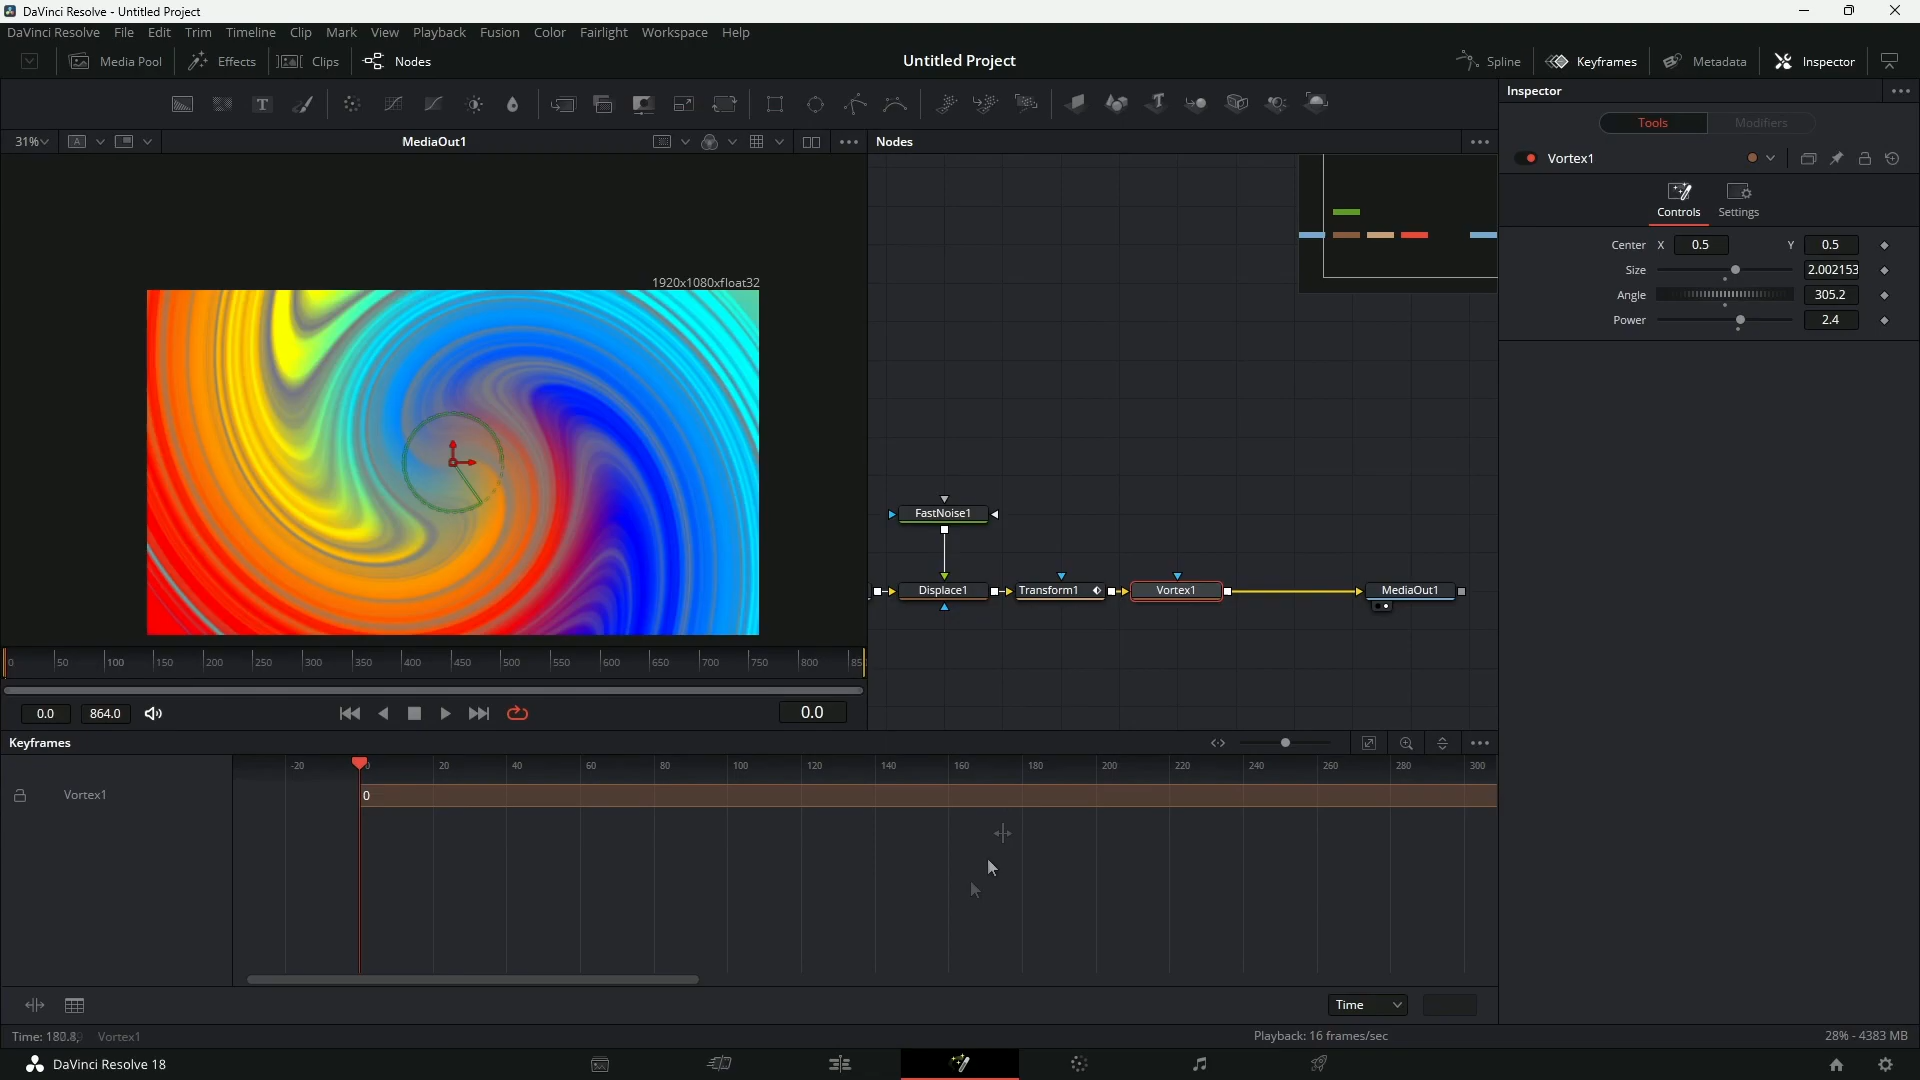 DaVinci Resolve - Untitled Project
DaVinci Resolve File Edit Trim Timeline Clip Mark View Playback Fusion Color Fairlight Workspace Help
Media Pool Effects Clips Nodes Untitled Project Spline Keyframes Metadata Inspector
Inspector
31% A MediaOut1 Nodes
Tools Modifiers
Vortex1
Controls Settings
Center X 0.5 Y 0.5
Size 2.002153
Angle 305.2
Power 2.4
1920x1080xfloat32
FastNoise1
Displace1 Transform1 Vortex1 MediaOut1
0 50 100 150 200 250 300 350 400 450 500 550 600 650 700 750 800 85
0.0 864.0 0.0
Keyframes
-20 0 20 40 60 80 100 120 140 160 180 200 220 240 260 280 300
Vortex1 0
Time
Vortex1 Playback: 16 frames/sec 28% - 4383 MB
DaVinci Resolve 18